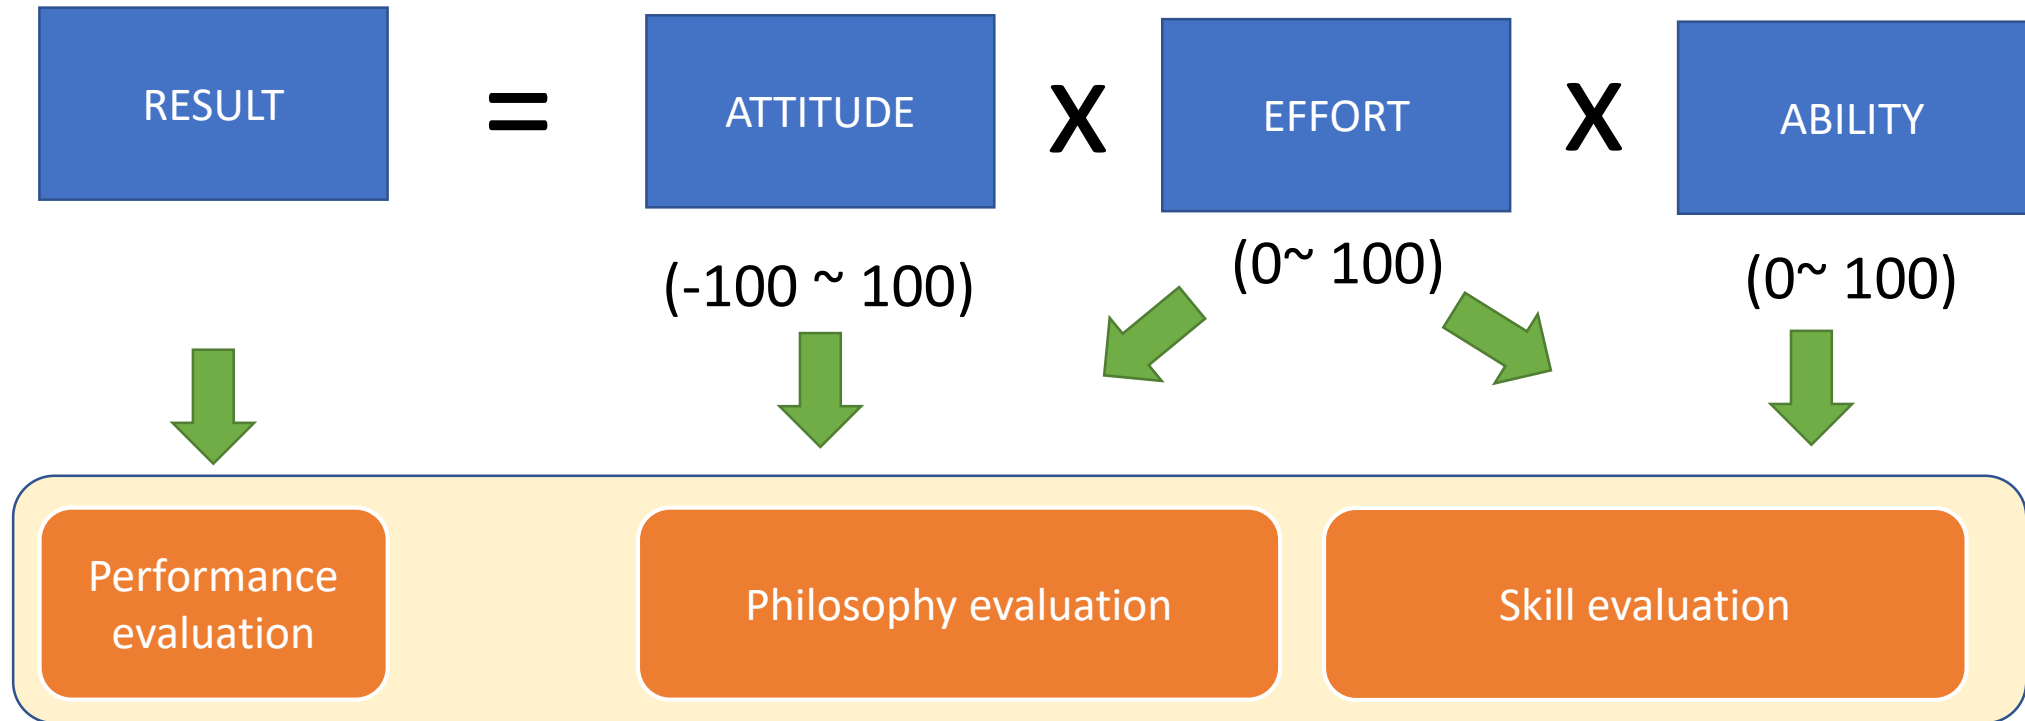 RESULT
=
ATTITUDE
X
EFFORT
X
ABILITY
(-100 ~ 100)
(0~ 100)
(0~ 100)
Performance
evaluation
Philosophy evaluation
Skill evaluation